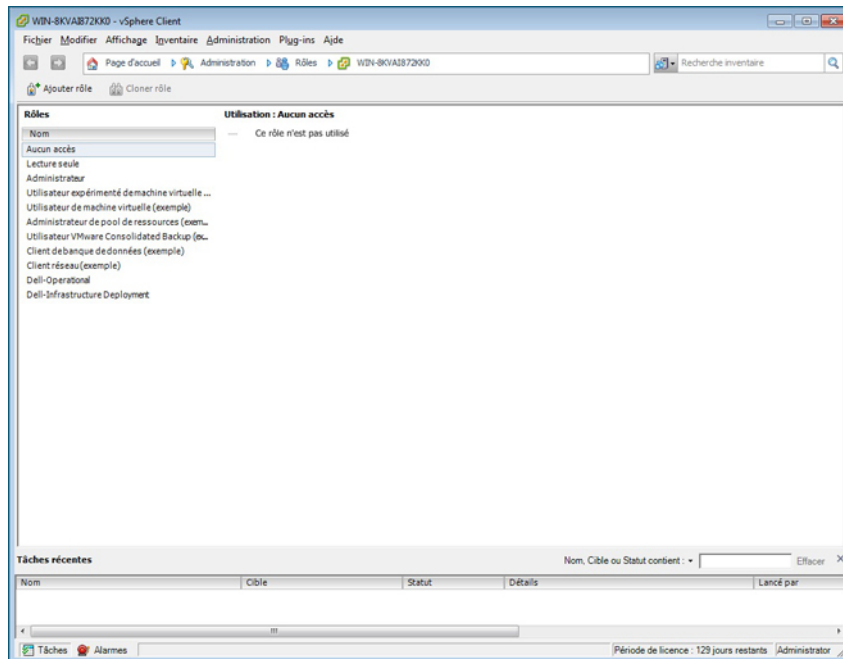 WIN-8KVAI872KK0 - vSphere Client
Fichier Modifier Affichage Inventaire Administration Plug-ins Aide
Page d'accueil Administration Rôles WIN-8KVAI872KK0 Recherche inventaire
Ajouter rôle Cloner rôle
Rôles Utilisation : Aucun accès
Nom Ce rôle n'est pas utilisé
Aucun accès
Lecture seule
Administrateur
Utilisateur expérimenté de machine virtuelle ...
Utilisateur de machine virtuelle (exemple)
Administrateur de pool de ressources (exem...
Utilisateur VMware Consolidated Backup (ex...
Client de banque de données (exemple)
Client réseau (exemple)
Dell-Operational
Dell-Infrastructure Deployment
Tâches récentes Nom, Cible ou Statut contient : Effacer
Nom Cible Statut Détails Lancé par
Tâches Alarmes Période de licence : 129 jours restants Administrator